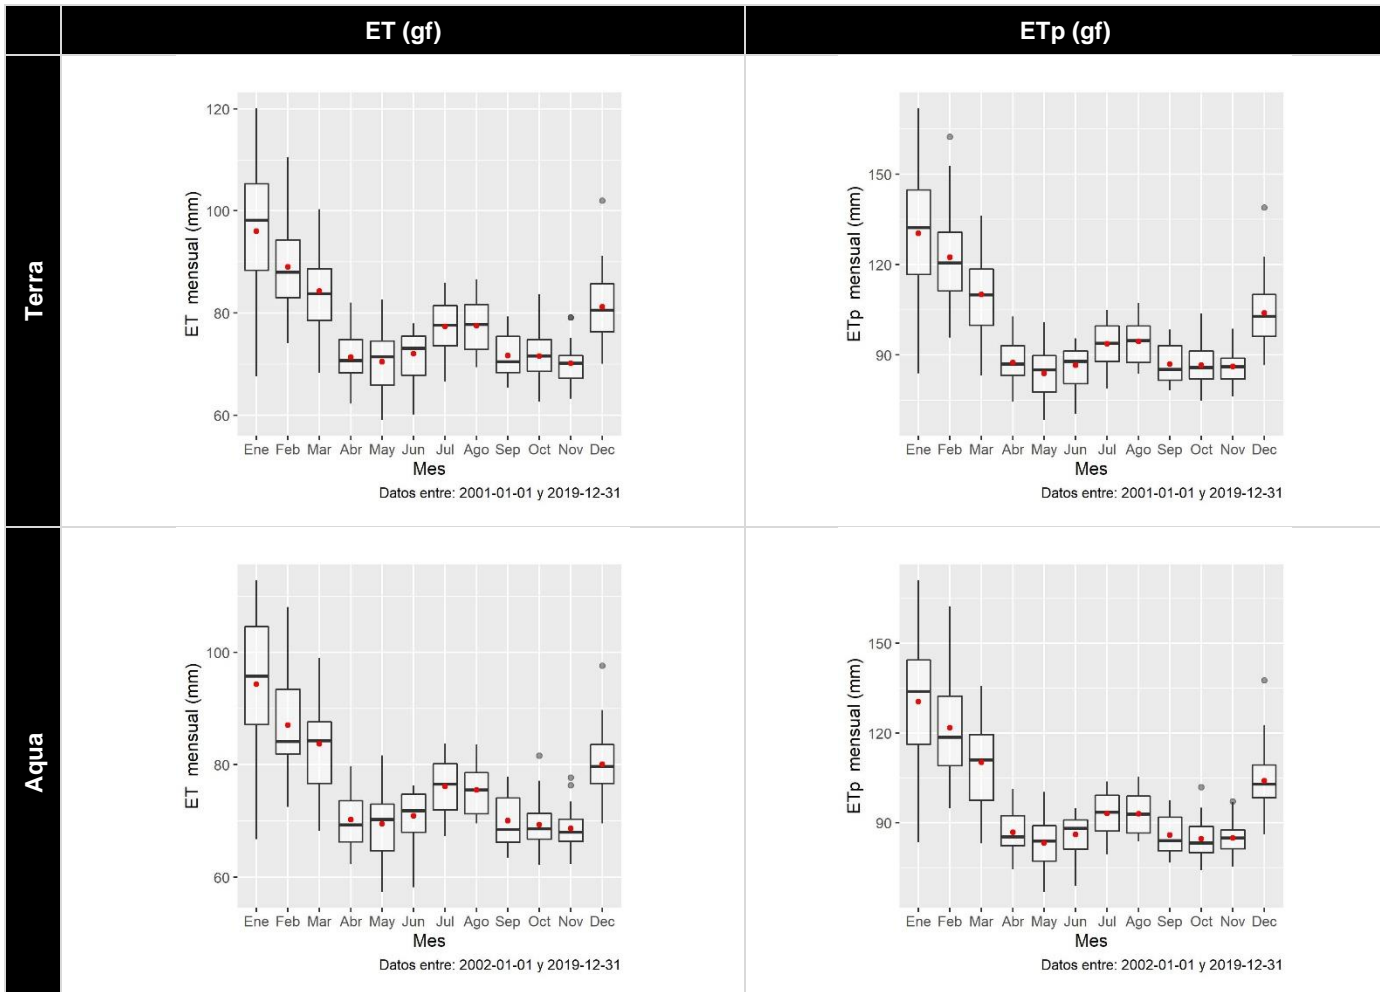 ET (gf)
ETp (gf)
Terra
120
100
80
60
ET mensual (mm)
Ene Feb Mar Abr May Jun Jul Ago Sep Oct Nov Dec
Mes
Datos entre: 2001-01-01 y 2019-12-31
150
120
90
ETp mensual (mm)
Ene Feb Mar Abr May Jun Jul Ago Sep Oct Nov Dec
Mes
Datos entre: 2001-01-01 y 2019-12-31
Aqua
100
80
60
ET mensual (mm)
Ene Feb Mar Abr May Jun Jul Ago Sep Oct Nov Dec
Mes
Datos entre: 2002-01-01 y 2019-12-31
150
120
90
ETp mensual (mm)
Ene Feb Mar Abr May Jun Jul Ago Sep Oct Nov Dec
Mes
Datos entre: 2002-01-01 y 2019-12-31